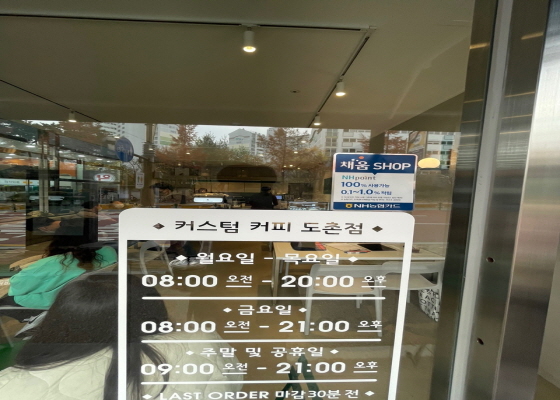 채움 SHOP
NHpoint
100% 사용가능
0.1~1.0% 적립
NH농협카드
커스텀 커피 도촌점
월요일 - 목요일
08:00 오전 - 20:00 오후
금요일
08:00 오전 - 21:00 오후
주말 및 공휴일
09:00 오전 - 21:00 오후
LAST ORDER 마감 30분 전